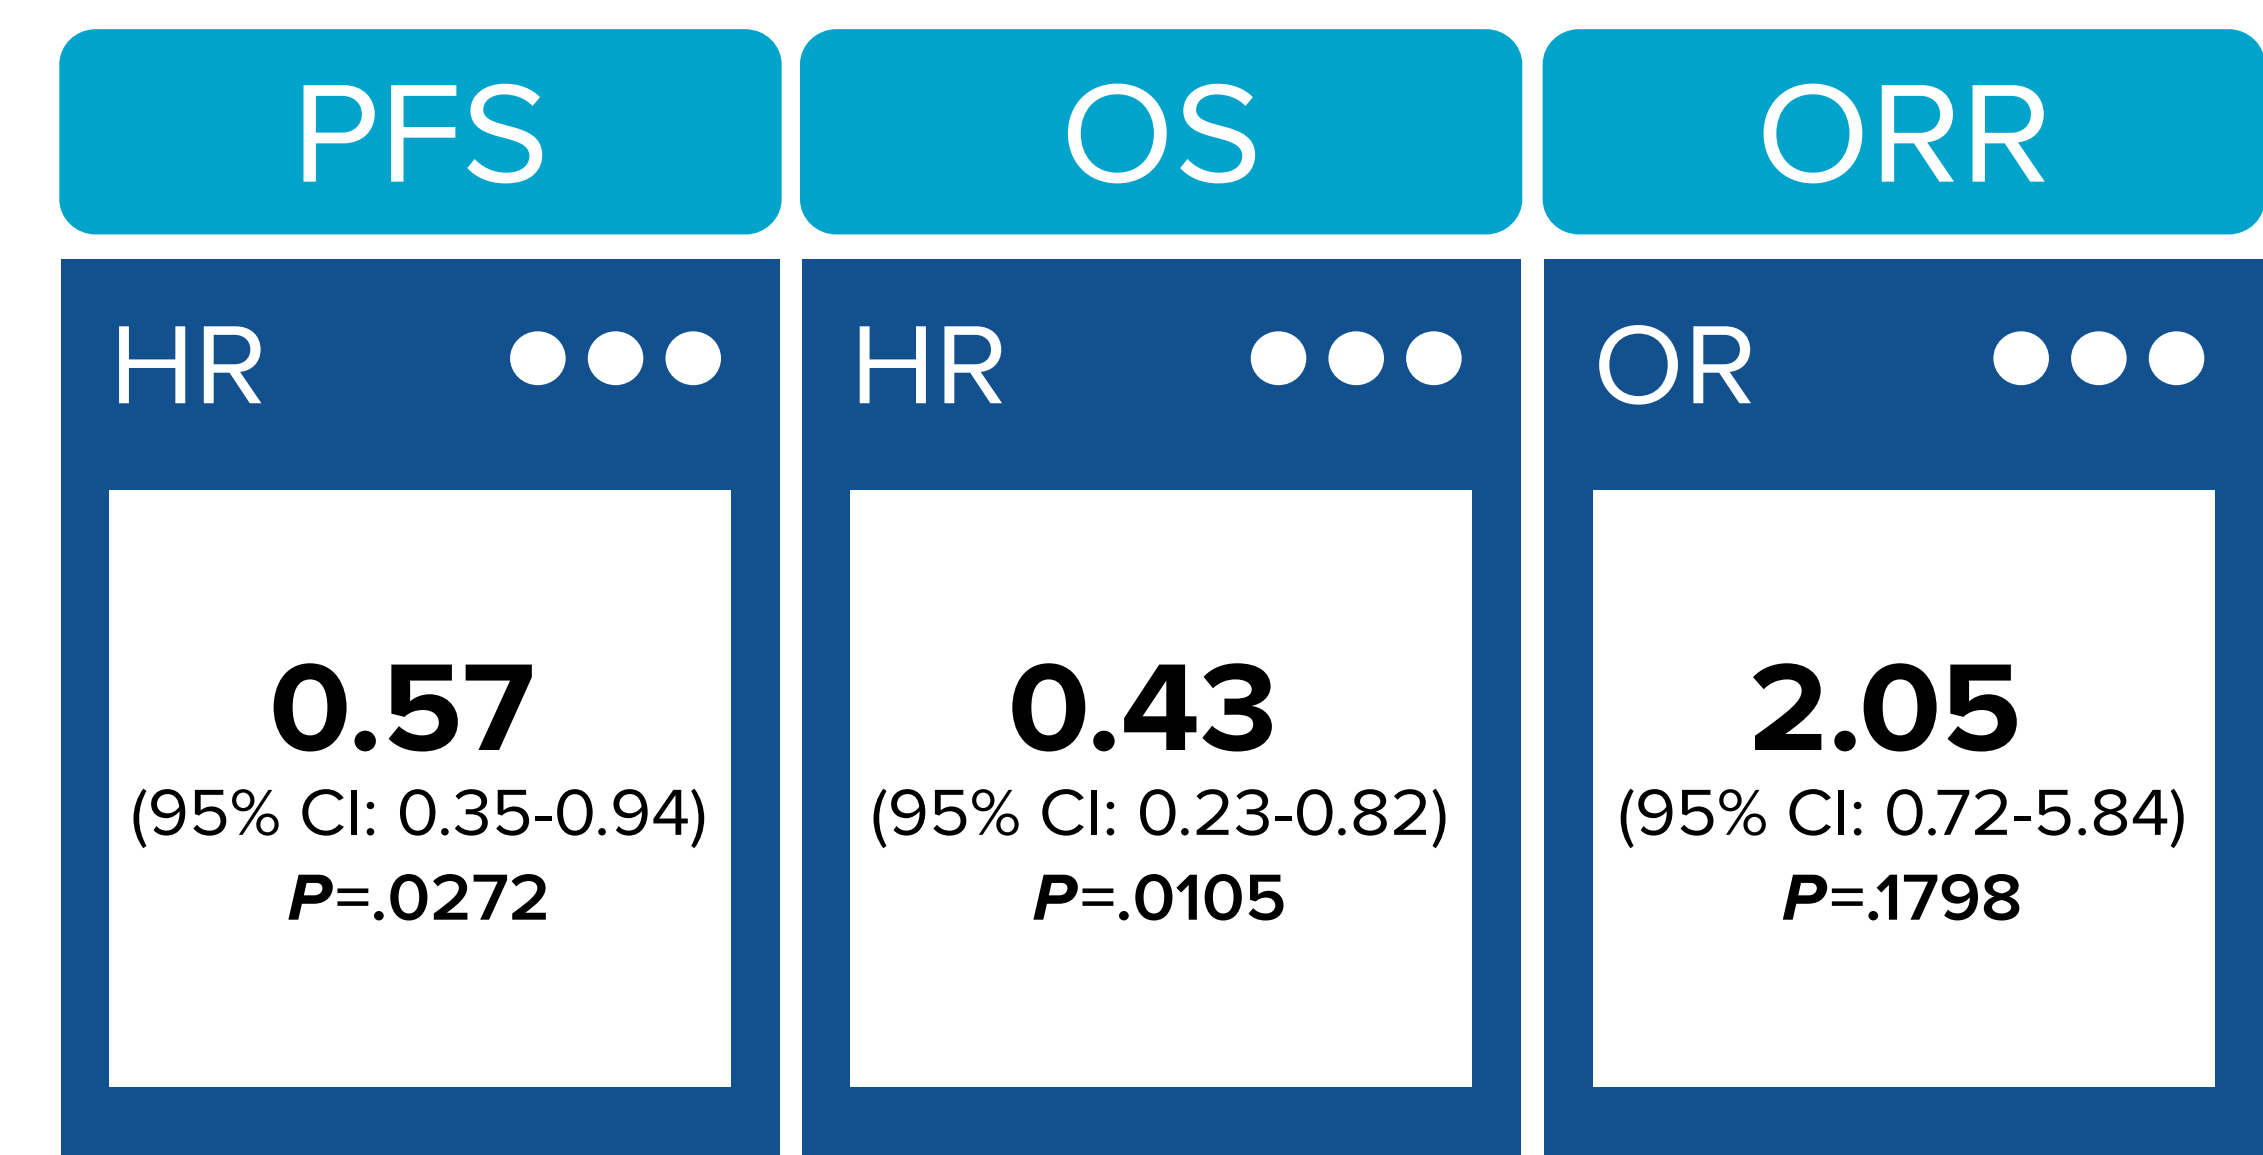 PFS
HR
0.57
(95% CI: 0.35-0.94)
P=.0272
OS
HR
0.43
(95% CI: 0.23-0.82)
P=.0105
ORR
OR
2.05
(95% CI: 0.72-5.84)
P=.1798